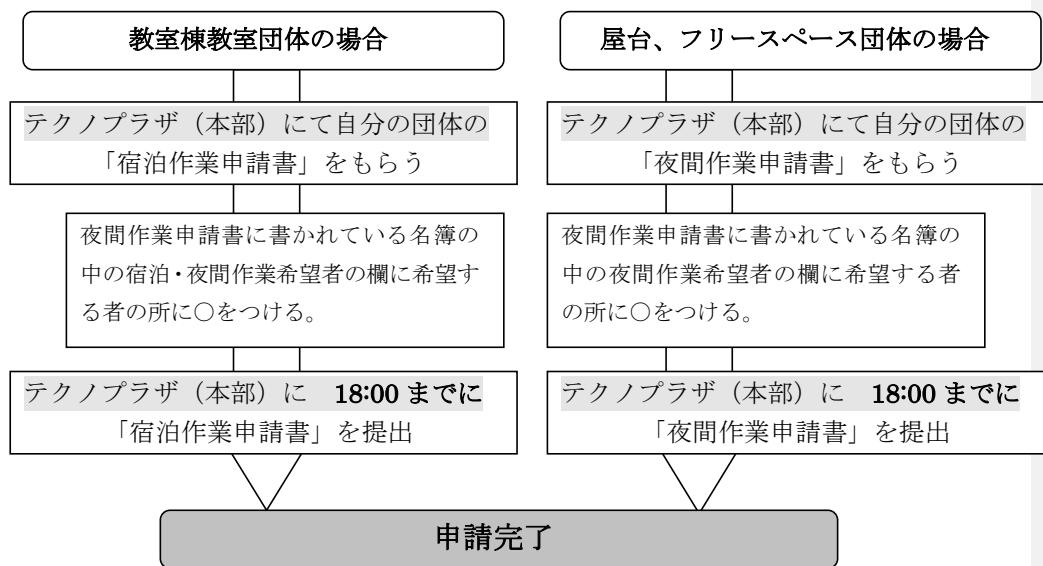 教室棟教室団体の場合
テクノプラザ（本部）にて自分の団体の
「宿泊作業申請書」をもらう
夜間作業申請書に書かれている名簿の
中の宿泊・夜間作業希望者の欄に希望す
る者の所に○をつける。
テクノプラザ（本部）に　18:00 までに
「宿泊作業申請書」を提出
屋台、フリースペース団体の場合
テクノプラザ（本部）にて自分の団体の
「夜間作業申請書」をもらう
夜間作業申請書に書かれている名簿の
中の夜間作業希望者の欄に希望する者
の所に○をつける。
テクノプラザ（本部）に　18:00 までに
「夜間作業申請書」を提出
申請完了